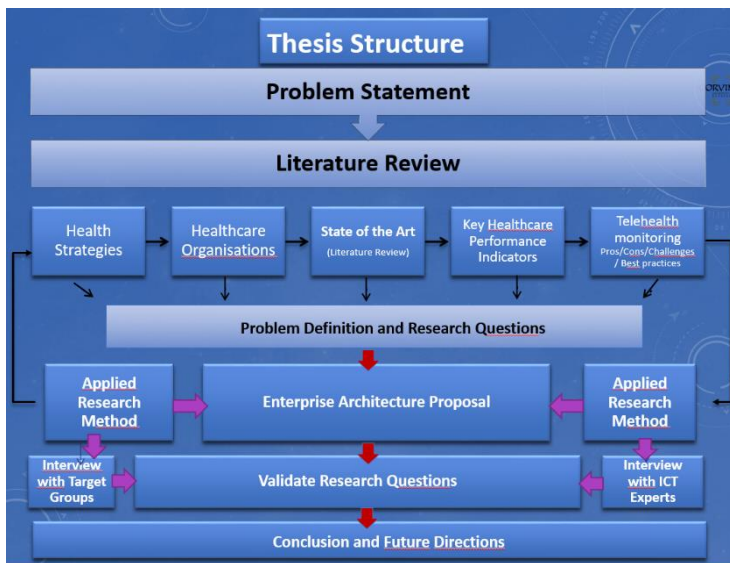 Thesis Structure
Problem Statement
Literature Review
Health
Strategies
Healthcare
Organisations
State of the Art
(Literature Review)
Key Healthcare
Performance
Indicators
Telehealth
monitoring
Pros/Cons/Challenges
/ Best practices
Problem Definition and Research Questions
Applied
Research
Method
Enterprise Architecture Proposal
Applied
Research
Method
Interview
with Target
Groups
Validate Research Questions
Interview
with ICT
Experts
Conclusion and Future Directions